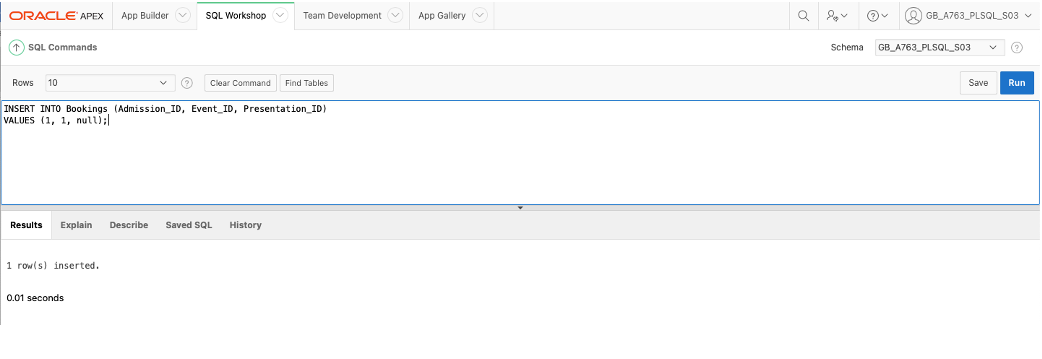 ORACLE APEX App Builder SQL Workshop Team Development App Gallery GB_A763_PLSQL_S03
SQL Commands Schema GB_A763_PLSQL_S03 ?
Rows 10 ? Clear Command Find Tables Save Run
INSERT INTO Bookings (Admission_ID, Event_ID, Presentation_ID)
VALUES (1, 1, null);
Results Explain Describe Saved SQL History
1 row(s) inserted.
0.01 seconds